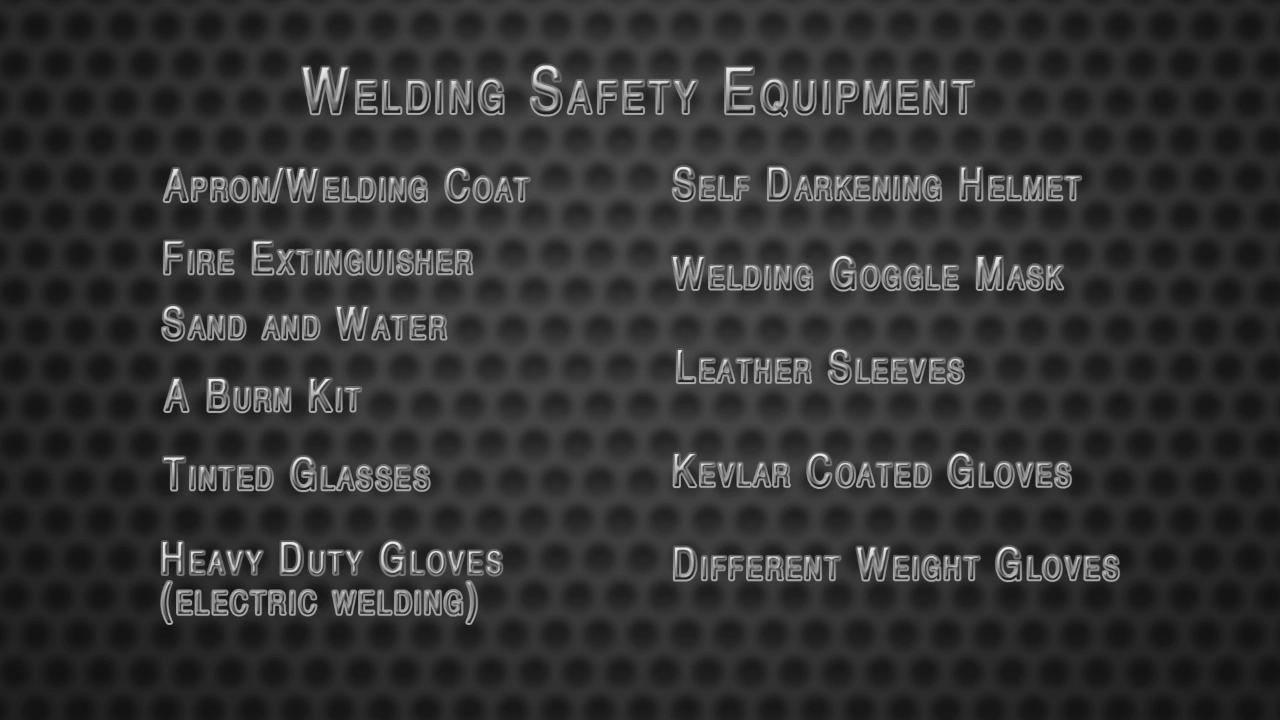 Welding Safety Equipment
Apron/Welding Coat
Fire Extinguisher
Sand and Water
A Burn Kit
Tinted Glasses
Heavy Duty Gloves
(electric welding)
Self Darkening Helmet
Welding Goggle Mask
Leather Sleeves
Kevlar Coated Gloves
Different Weight Gloves